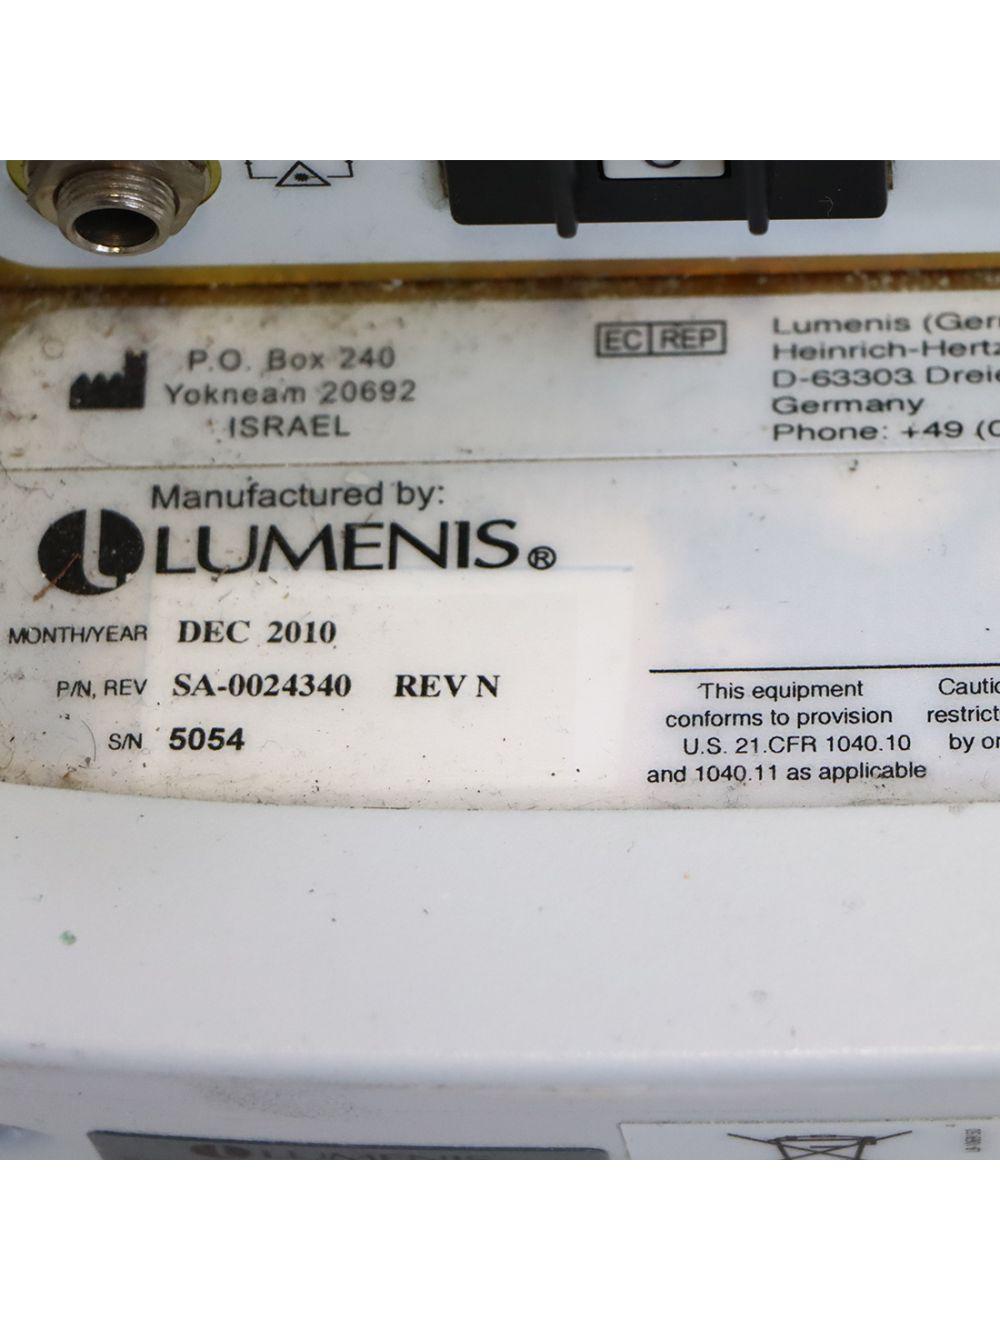 P.O. Box 240
Yokneam 20692
ISRAEL
EC REP
Lumenis (Ger
Heinrich-Hertz
D-63303 Dreie
Germany
Phone: +49 (0
Manufactured by:
LUMENIS®
MONTH/YEAR DEC 2010
P/N, REV SA-0024340 REV N
S/N 5054
This equipment
conforms to provision
U.S. 21.CFR 1040.10
and 1040.11 as applicable
Cautio
restrict
by or
LUMENIS